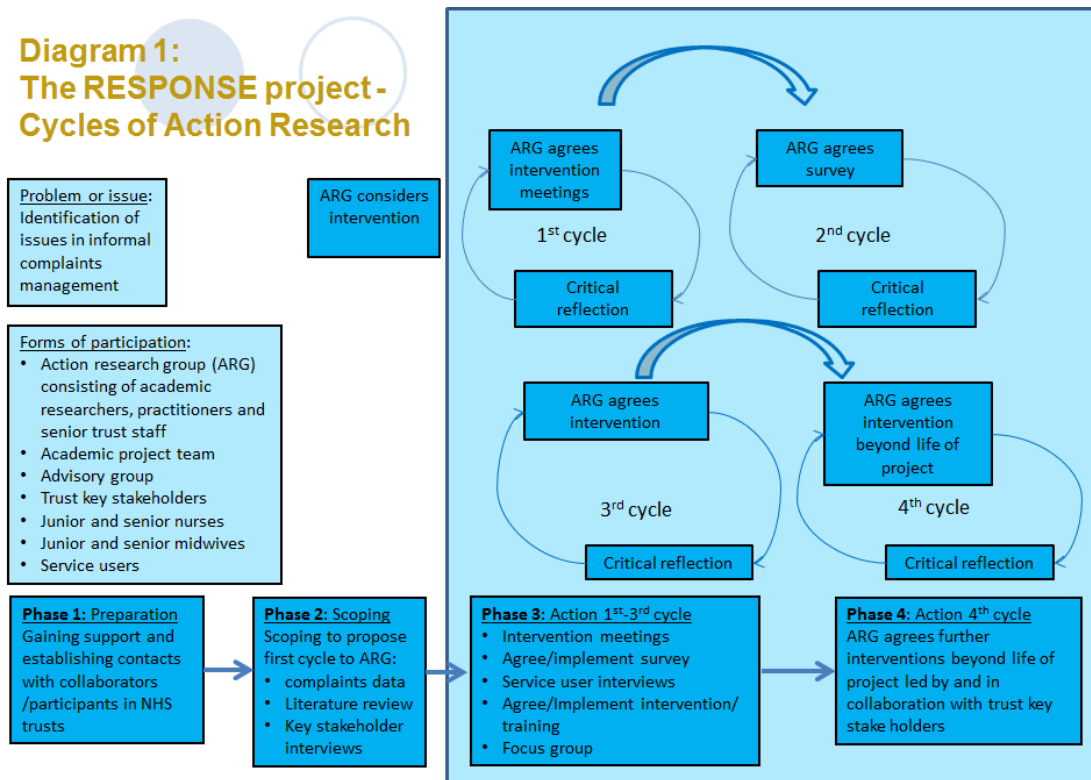 Diagram 1:
The RESPONSE project -
Cycles of Action Research
Problem or issue:
Identification of
issues in informal
complaints
management
ARG considers
intervention
Forms of participation:
• Action research group (ARG)
consisting of academic
researchers, practitioners and
senior trust staff
• Academic project team
• Advisory group
• Trust key stakeholders
• Junior and senior nurses
• Junior and senior midwives
• Service users
ARG agrees
intervention
meetings
1st cycle
Critical
reflection
ARG agrees
survey
2nd cycle
Critical
reflection
ARG agrees
intervention
3rd cycle
Critical reflection
ARG agrees
intervention
beyond life of
project
4th cycle
Critical reflection
Phase 1: Preparation
Gaining support and
establishing contacts
with collaborators
/participants in NHS
trusts
Phase 2: Scoping
Scoping to propose
first cycle to ARG:
• complaints data
• Literature review
• Key stakeholder
interviews
Phase 3: Action 1st-3rd cycle
• Intervention meetings
• Agree/implement survey
• Service user interviews
• Agree/Implement intervention/
training
• Focus group
Phase 4: Action 4th cycle
ARG agrees further
interventions beyond life of
project led by and in
collaboration with trust key
stake holders